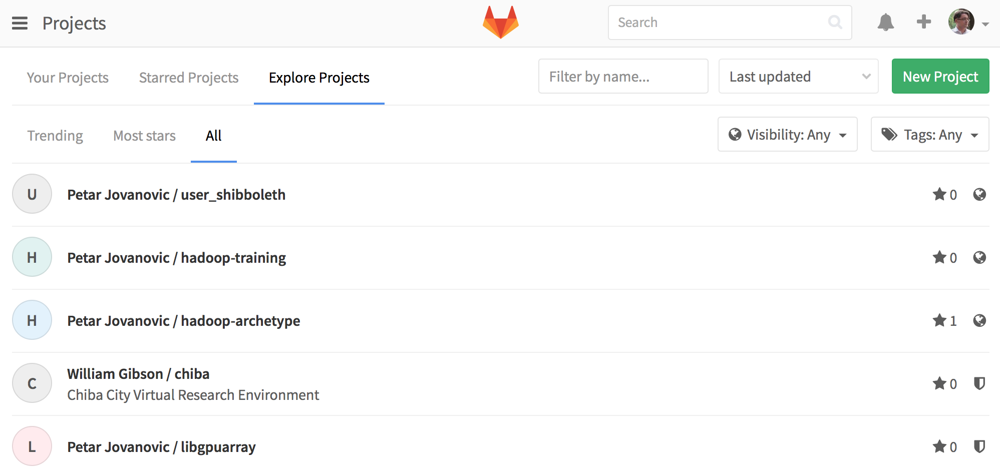 Projects
Search
Your Projects
Starred Projects
Explore Projects
Filter by name...
Last updated
New Project
Trending
Most stars
All
Visibility: Any
Tags: Any
U
Petar Jovanovic / user_shibboleth
0
H
Petar Jovanovic / hadoop-training
0
H
Petar Jovanovic / hadoop-archetype
1
C
William Gibson / chiba
Chiba City Virtual Research Environment
0
L
Petar Jovanovic / libgpuarray
0